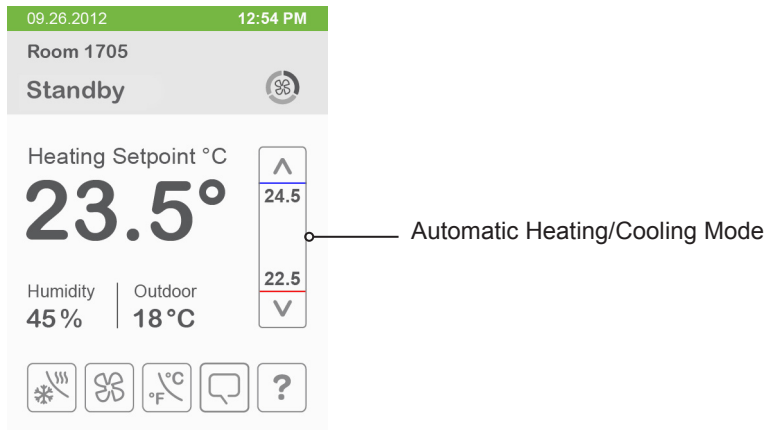 09.26.2012 12:54 PM
Room 1705
Standby
Heating Setpoint °C
23.5°
24.5
Automatic Heating/Cooling Mode
22.5
Humidity Outdoor
45% 18°C
°F °C ?